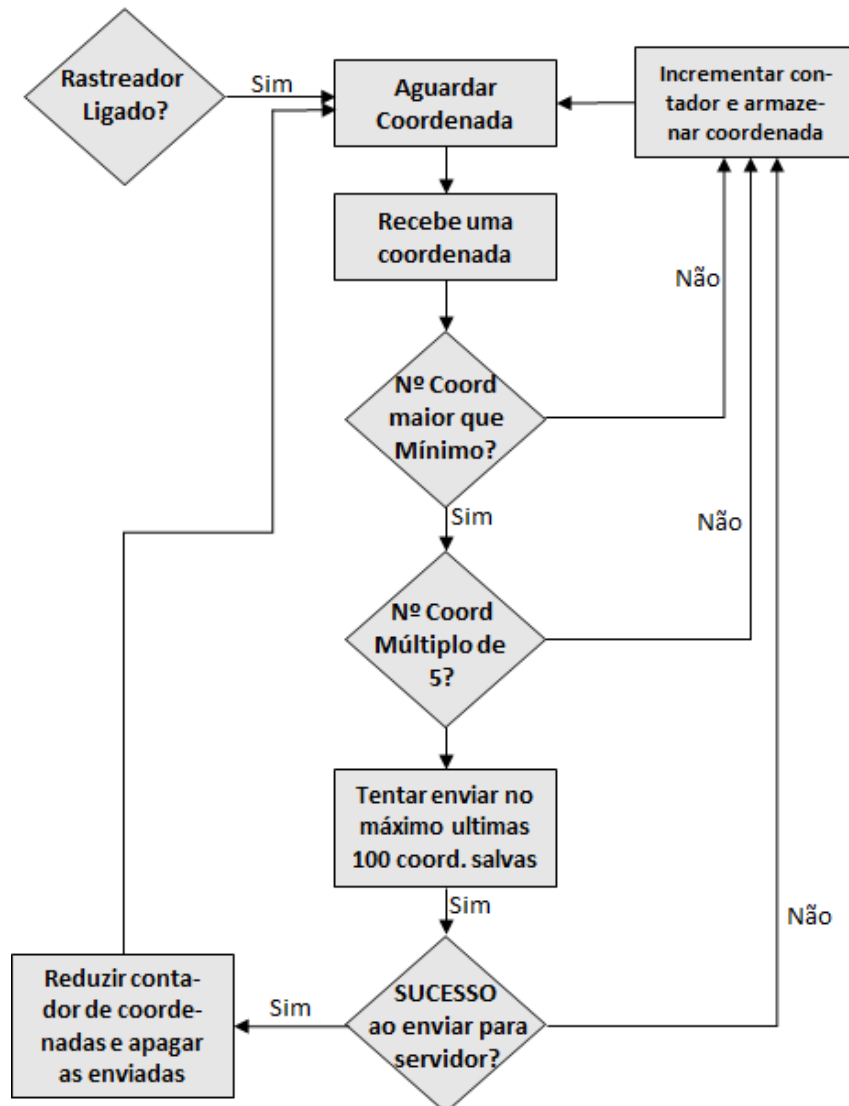 Rastreador
Ligado?
Sim
Aguardar
Coordenada
Incrementar con-
tador e armaze-
nar coordenada
Recebe uma
coordenada
Não
Nº Coord
maior que
Mínimo?
Sim
Não
Nº Coord
Múltiplo de
5?
Tentar enviar no
máximo ultimas
100 coord. salvas
Sim
Não
SUCESSO
ao enviar para
servidor?
Sim
Reduzir conta-
dor de coorde-
nadas e apagar
as enviadas